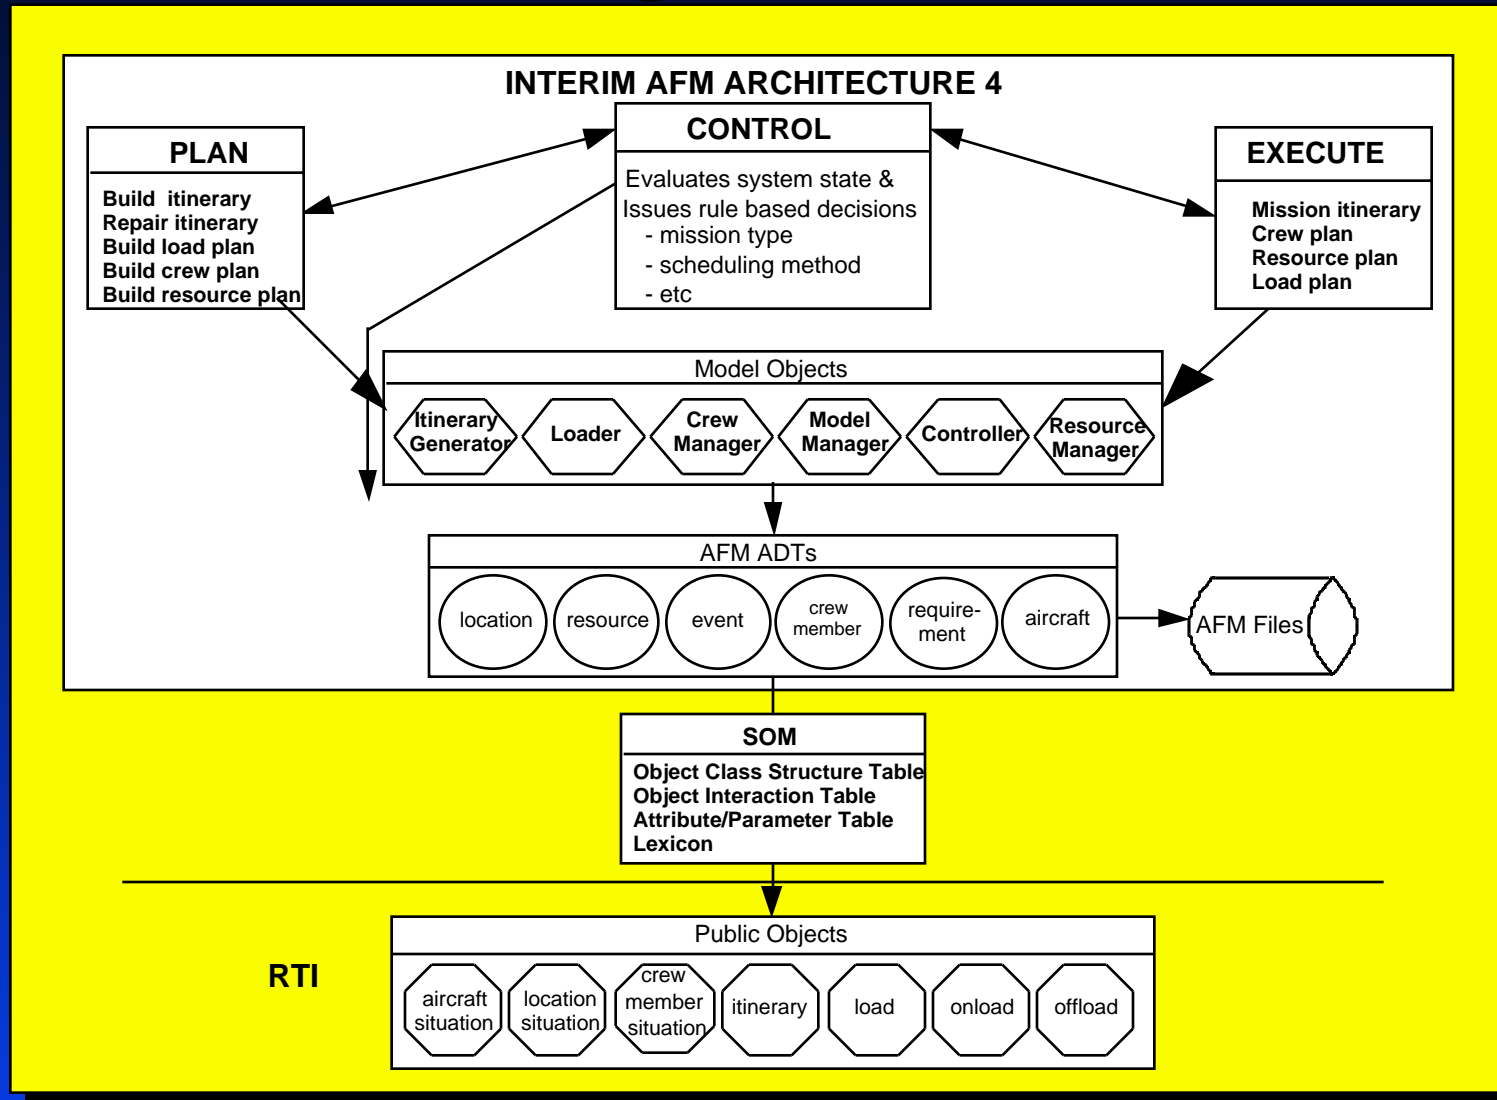 INTERIM AFM ARCHITECTURE 4
PLAN
Build itinerary
Repair itinerary
Build load plan
Build crew plan
Build resource plan
CONTROL
Evaluates system state &
Issues rule based decisions
- mission type
- scheduling method
- etc
EXECUTE
Mission itinerary
Crew plan
Resource plan
Load plan
Model Objects
Itinerary
Generator
Loader
Crew
Manager
Model
Manager
Controller
Resource
Manager
AFM ADTs
location
resource
event
crew
member
require-
ment
aircraft
AFM Files
SOM
Object Class Structure Table
Object Interaction Table
Attribute/Parameter Table
Lexicon
RTI
Public Objects
aircraft
situation
location
situation
crew
member
situation
itinerary
load
onload
offload